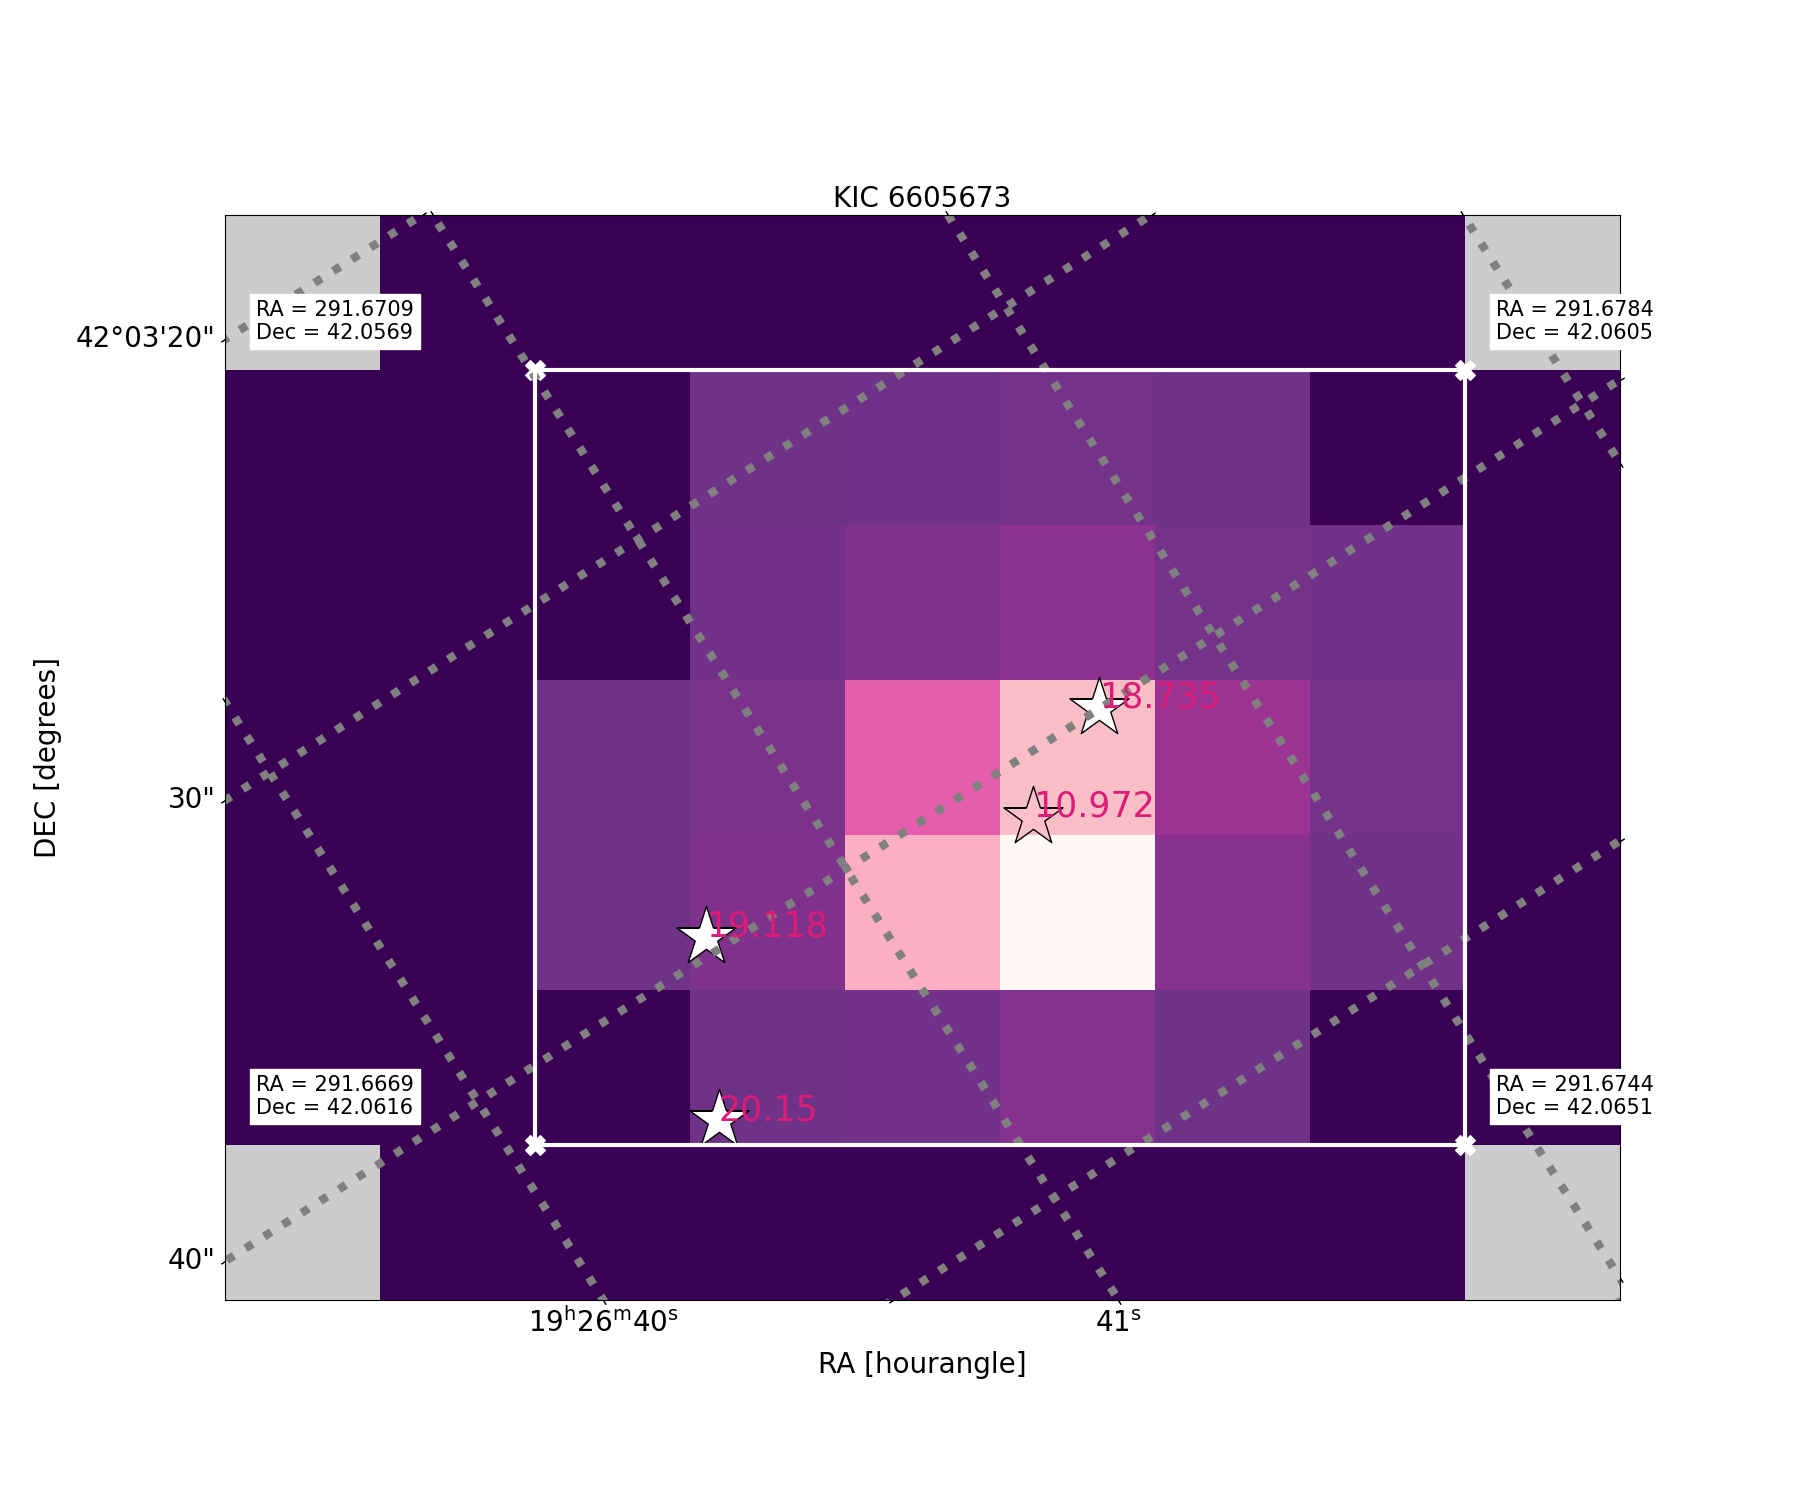 KIC 6605673
RA = 291.6709
Dec = 42.0569
RA = 291.6784
Dec = 42.0605
42°03'20"
18.735
30"
10.972
19.118
DEC [degrees]
RA = 291.6669
Dec = 42.0616
20.15
RA = 291.6744
Dec = 42.0651
40"
19ʰ26ᵐ40ˢ
41ˢ
RA [hourangle]